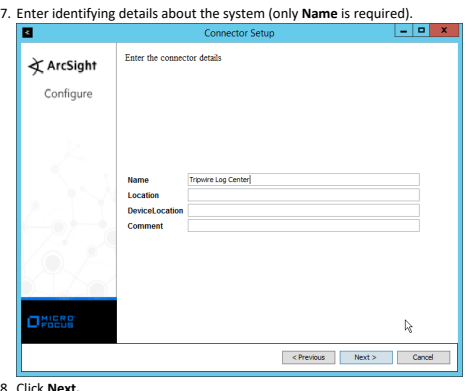 7. Enter identifying details about the system (only Name is required).
Connector Setup
ArcSight
Configure
Enter the connector details
Name Tripwire Log Center
Location
DeviceLocation
Comment
MICRO
FOCUS
< Previous Next > Cancel
8. Click Next.